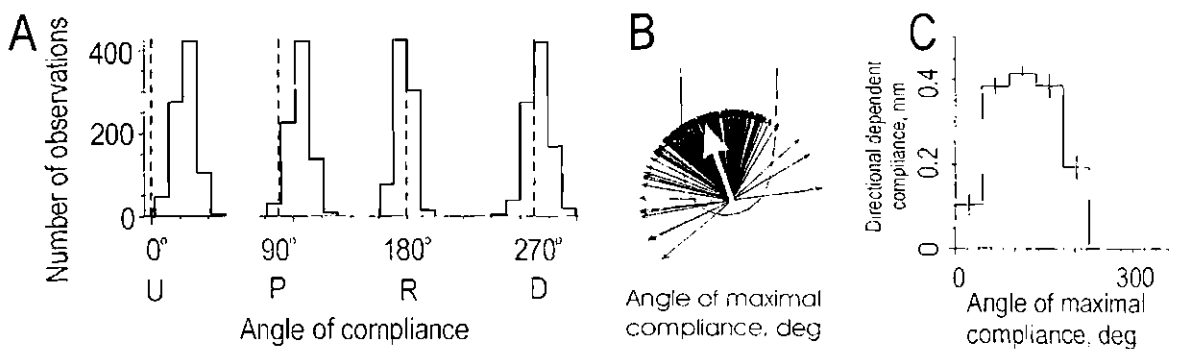 A
Number of observations
400
200
0
0°
90°
180°
270°
U
P
R
D
Angle of compliance
B
Angle of maximal
compliance, deg
C
Directional dependent
compliance, mm
0.4
0.2
0
0
300
Angle of maximal
compliance, deg